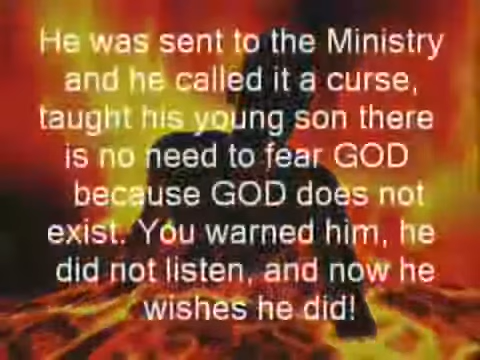 He was sent to the Ministry
and he called it a curse,
taught his young son there
is no need to fear GOD
because GOD does not
exist. You warned him, he
did not listen, and now he
wishes he did!